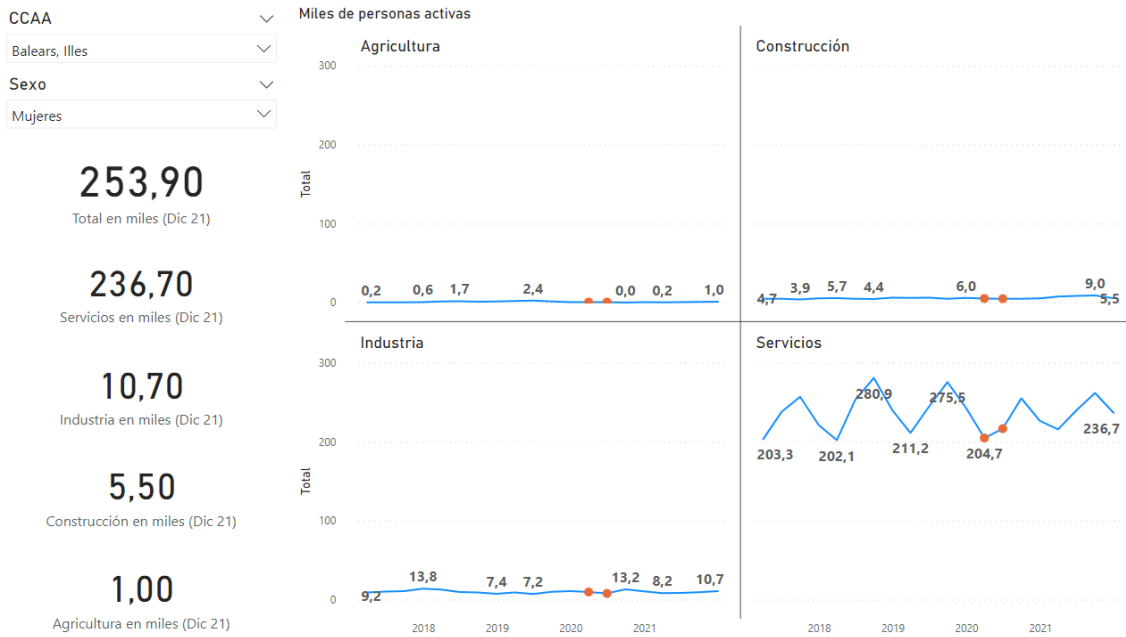 CCAA
Balears, Illes
Sexo
Mujeres
253,90
Total en miles (Dic 21)
236,70
Servicios en miles (Dic 21)
10,70
Industria en miles (Dic 21)
5,50
Construcción en miles (Dic 21)
1,00
Agricultura en miles (Dic 21)
Miles de personas activas
Agricultura
300
200
100
0
Total
0,2 0,6 1,7 2,4 0,0 0,2 1,0
Construcción
4,7 3,9 5,7 4,4 6,0 9,0 5,5
Industria
300
200
100
0
Total
9,2 13,8 7,4 7,2 13,2 8,2 10,7
2018 2019 2020 2021
Servicios
203,3 202,1 280,9 211,2 275,5 204,7 236,7
2018 2019 2020 2021